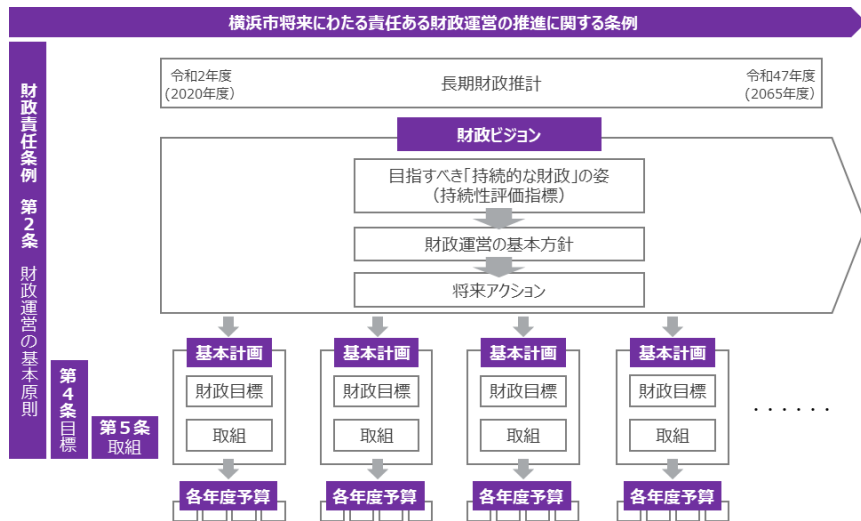 横浜市将来にわたる責任ある財政運営の推進に関する条例
財政責任条例 第2条 財政運営の基本原則
令和2年度
(2020年度)
長期財政推計
令和47年度
(2065年度)
財政ビジョン
目指すべき「持続的な財政」の姿
(持続性評価指標)
財政運営の基本方針
将来アクション
基本計画
基本計画
基本計画
基本計画
第4条目標
財政目標
財政目標
財政目標
財政目標
・・・・・・
第5条
取組
取組
取組
取組
取組
各年度予算
各年度予算
各年度予算
各年度予算